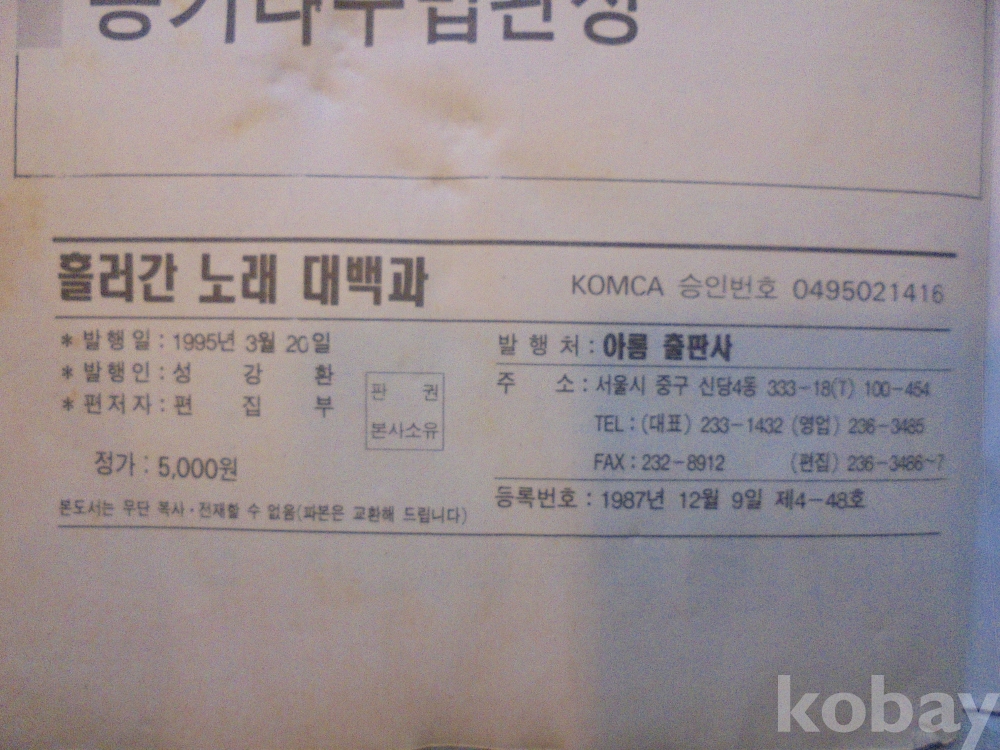 흘러간 노래 대백과
KOMCA 승인번호 0495021416
* 발행일 : 1995년 3월 20일
* 발행인 : 성 강 환
* 편저자 : 편 집 부
판 권
본사소유
정가 : 5,000원
본도서는 무단 복사·전재할 수 없음(파본은 교환해 드립니다)
발 행 처 : 아름 출판사
주 소 : 서울시 중구 신당4동 333-18(T) 100-454
TEL : (대표) 233-1432 (영업) 236-3485
FAX : 232-8912 (편집) 236-3486~7
등록번호 : 1987년 12월 9일 제4-48호
kobay